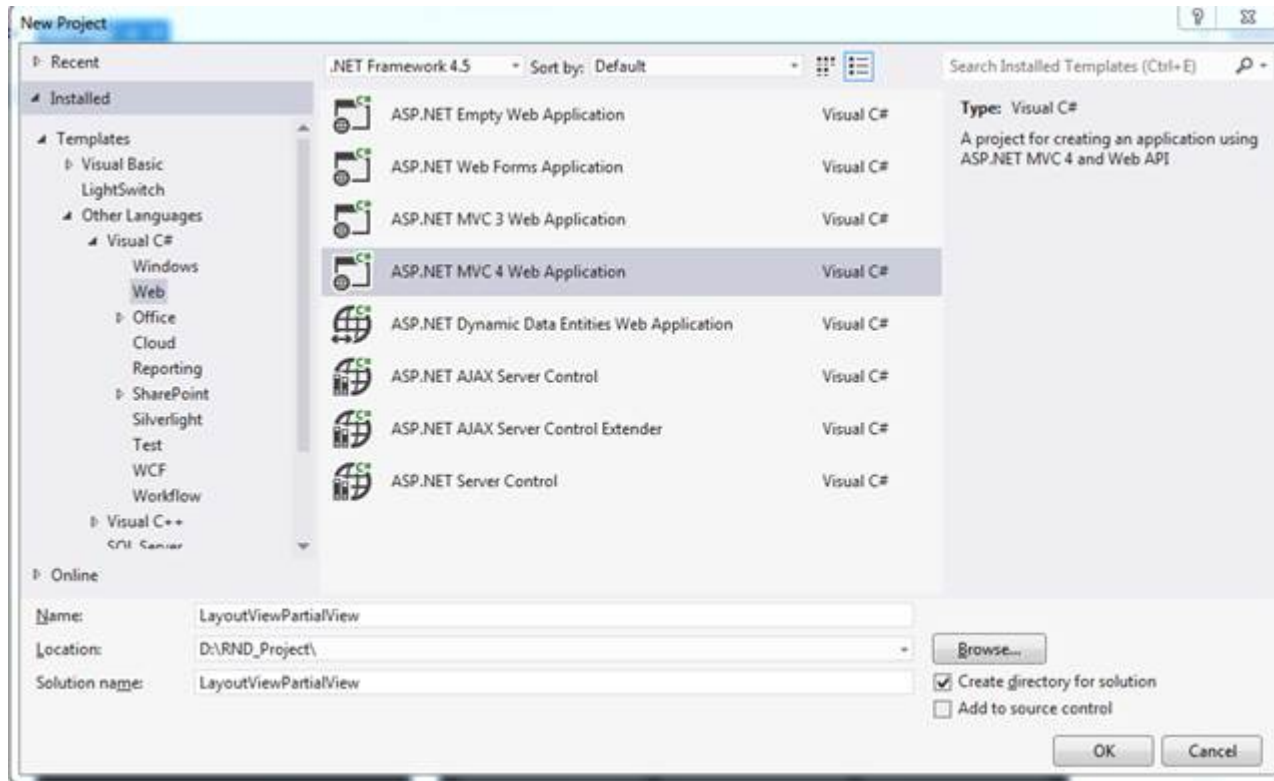 New Project
Recent
.NET Framework 4.5
Sort by: Default
Search Installed Templates (Ctrl+E)
Installed
Templates
Visual Basic
LightSwitch
Other Languages
Visual C#
Windows
Web
Office
Cloud
Reporting
SharePoint
Silverlight
Test
WCF
Workflow
Visual C++
SQL Server
Online
ASP.NET Empty Web Application Visual C#
ASP.NET Web Forms Application Visual C#
ASP.NET MVC 3 Web Application Visual C#
ASP.NET MVC 4 Web Application Visual C#
ASP.NET Dynamic Data Entities Web Application Visual C#
ASP.NET AJAX Server Control Visual C#
ASP.NET AJAX Server Control Extender Visual C#
ASP.NET Server Control Visual C#
Type: Visual C#
A project for creating an application using
ASP.NET MVC 4 and Web API
Name: LayoutViewPartialView
Location: D:\RND_Project\
Browse...
Solution name: LayoutViewPartialView
Create directory for solution
Add to source control
OK
Cancel